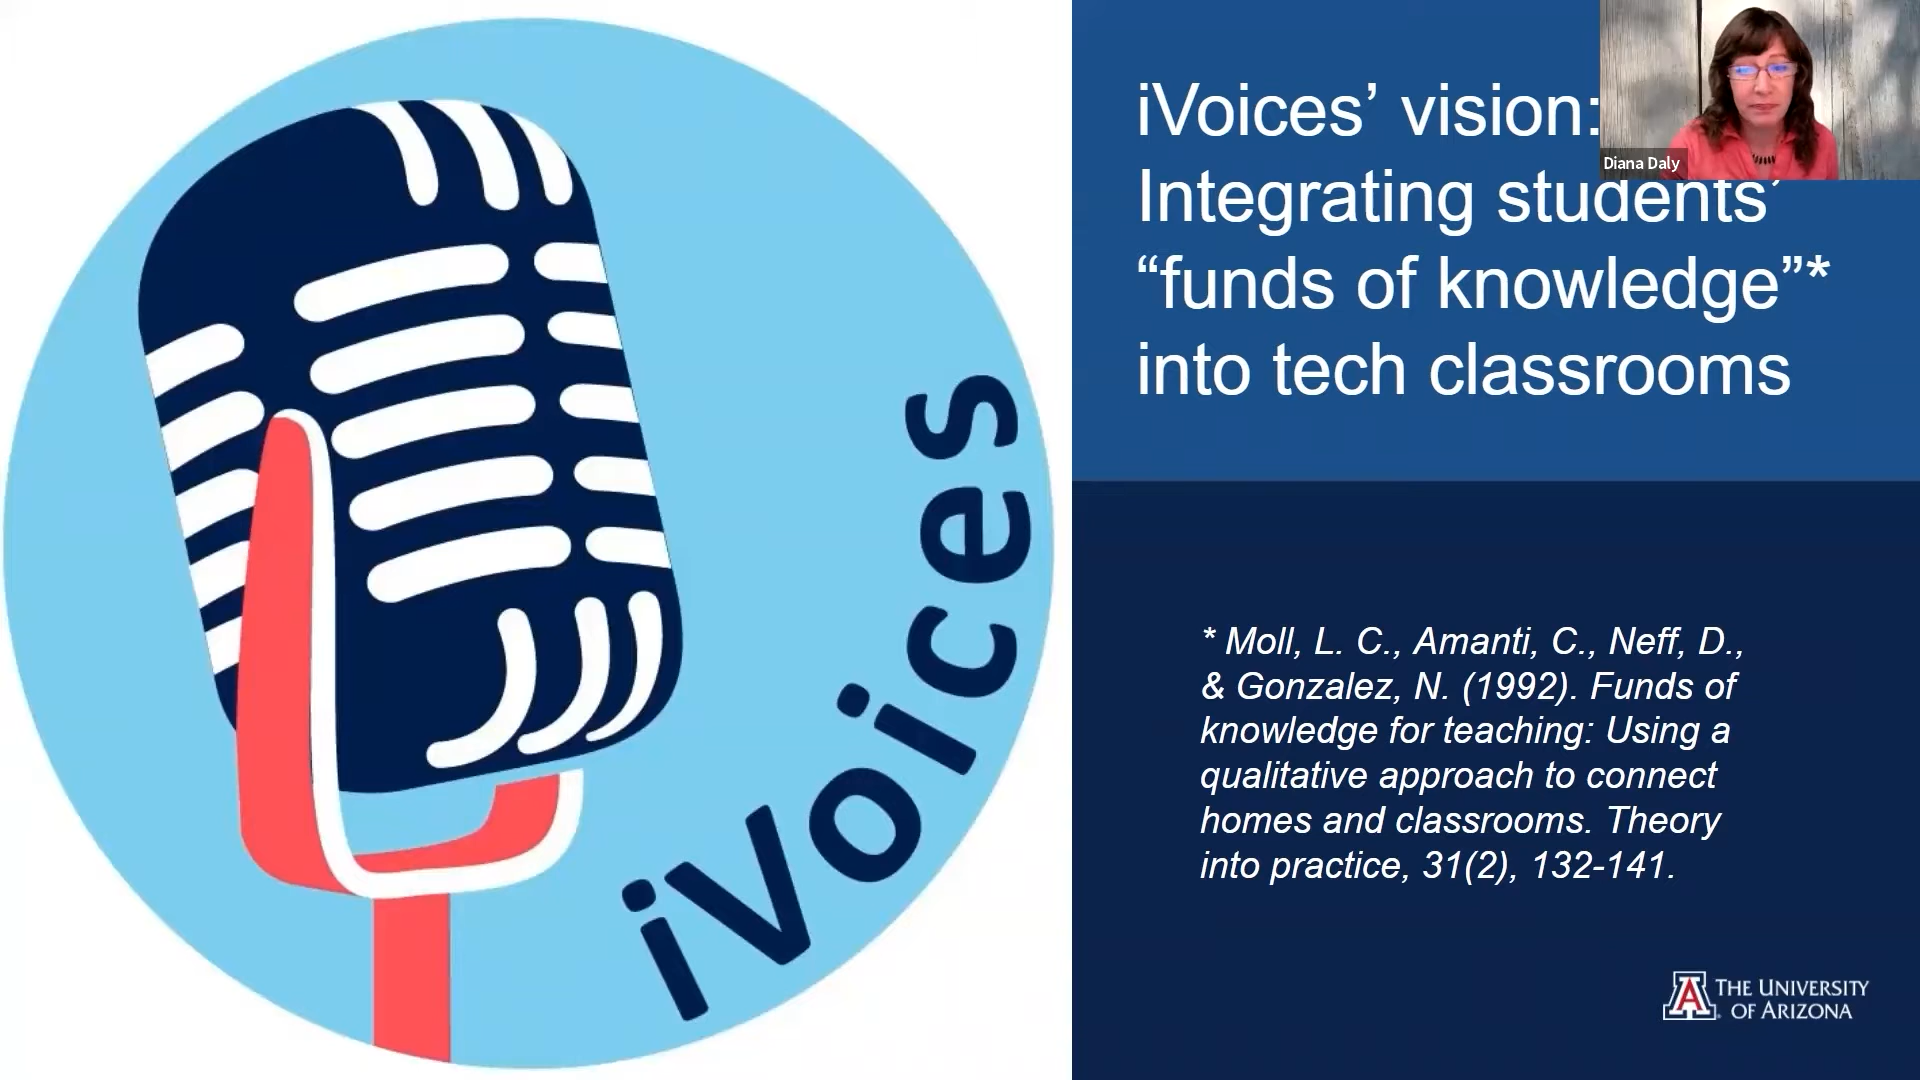 iVoices
iVoices’ vision:
Integrating students’
“funds of knowledge”*
into tech classrooms
Diana Daly
* Moll, L. C., Amanti, C., Neff, D.,
& Gonzalez, N. (1992). Funds of
knowledge for teaching: Using a
qualitative approach to connect
homes and classrooms. Theory
into practice, 31(2), 132-141.
A
THE UNIVERSITY
OF ARIZONA